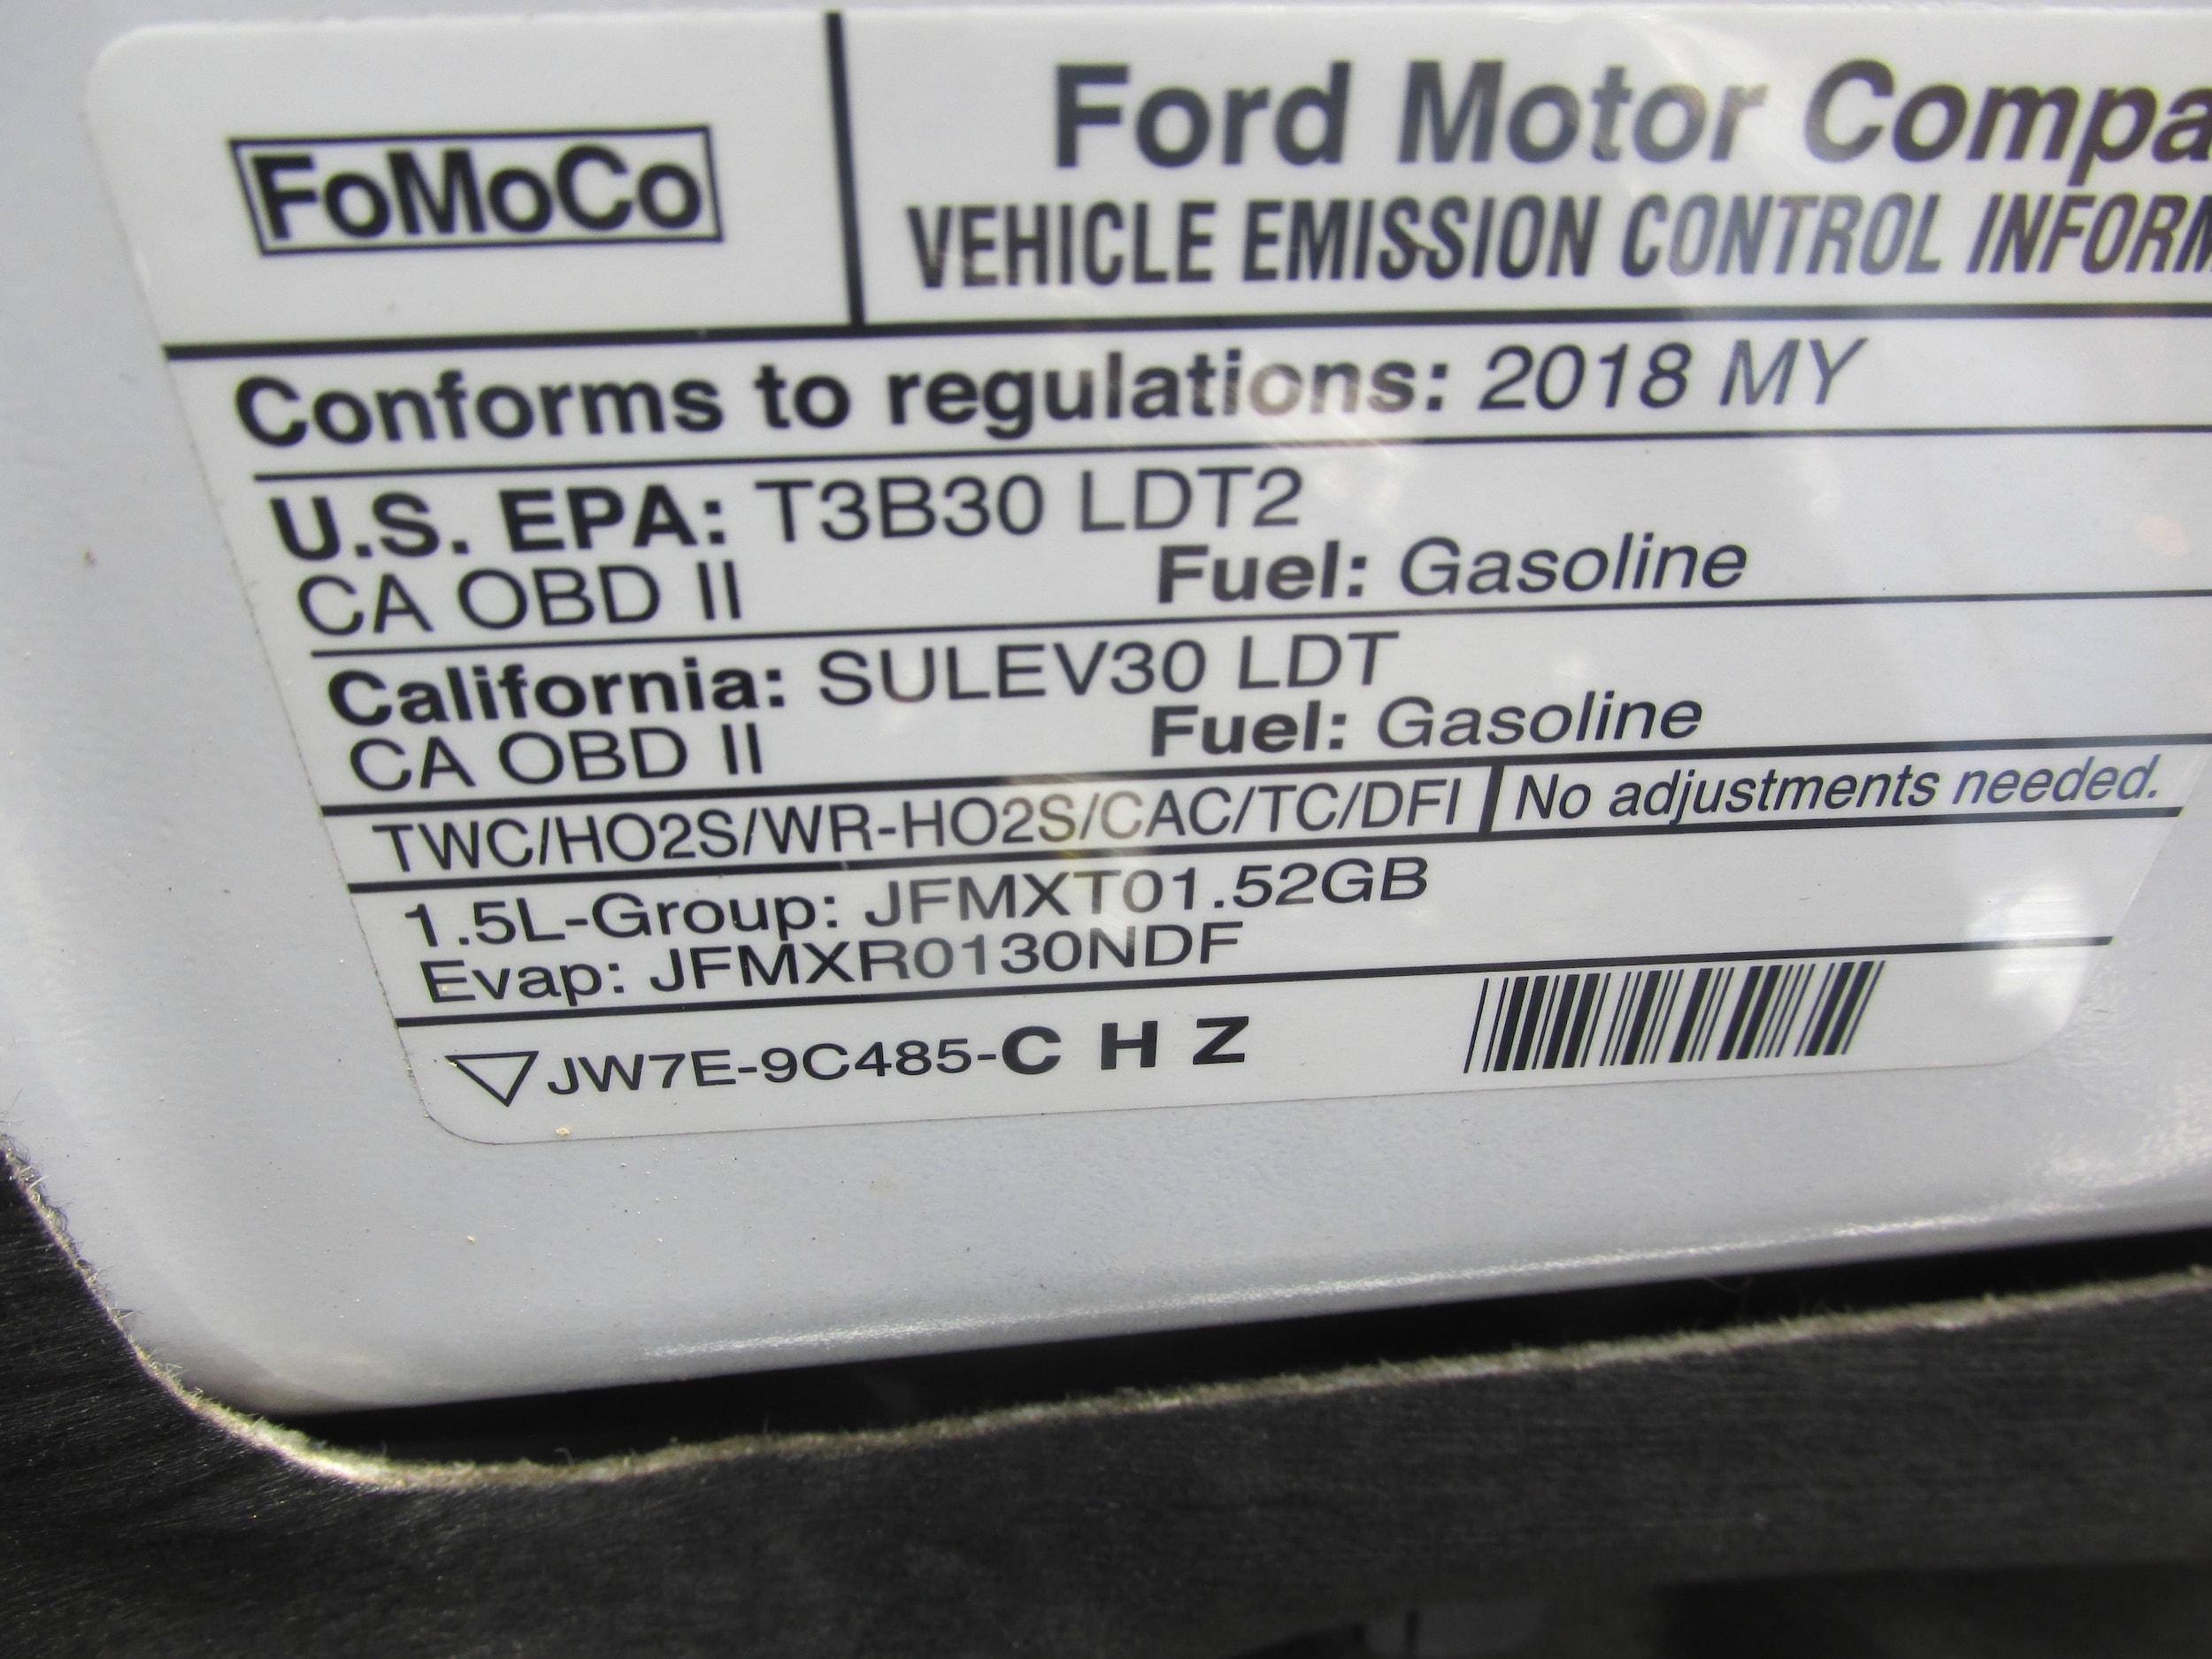 FoMoCo
Ford Motor Compa
VEHICLE EMISSION CONTROL INFORM
Conforms to regulations: 2018 MY
U.S. EPA: T3B30 LDT2
CA OBD II Fuel: Gasoline
California: SULEV30 LDT
CA OBD II Fuel: Gasoline
TWC/HO2S/WR-HO2S/CAC/TC/DFI No adjustments needed.
1.5L-Group: JFMXT01.52GB
Evap: JFMXR0130NDF
JW7E-9C485-C H Z